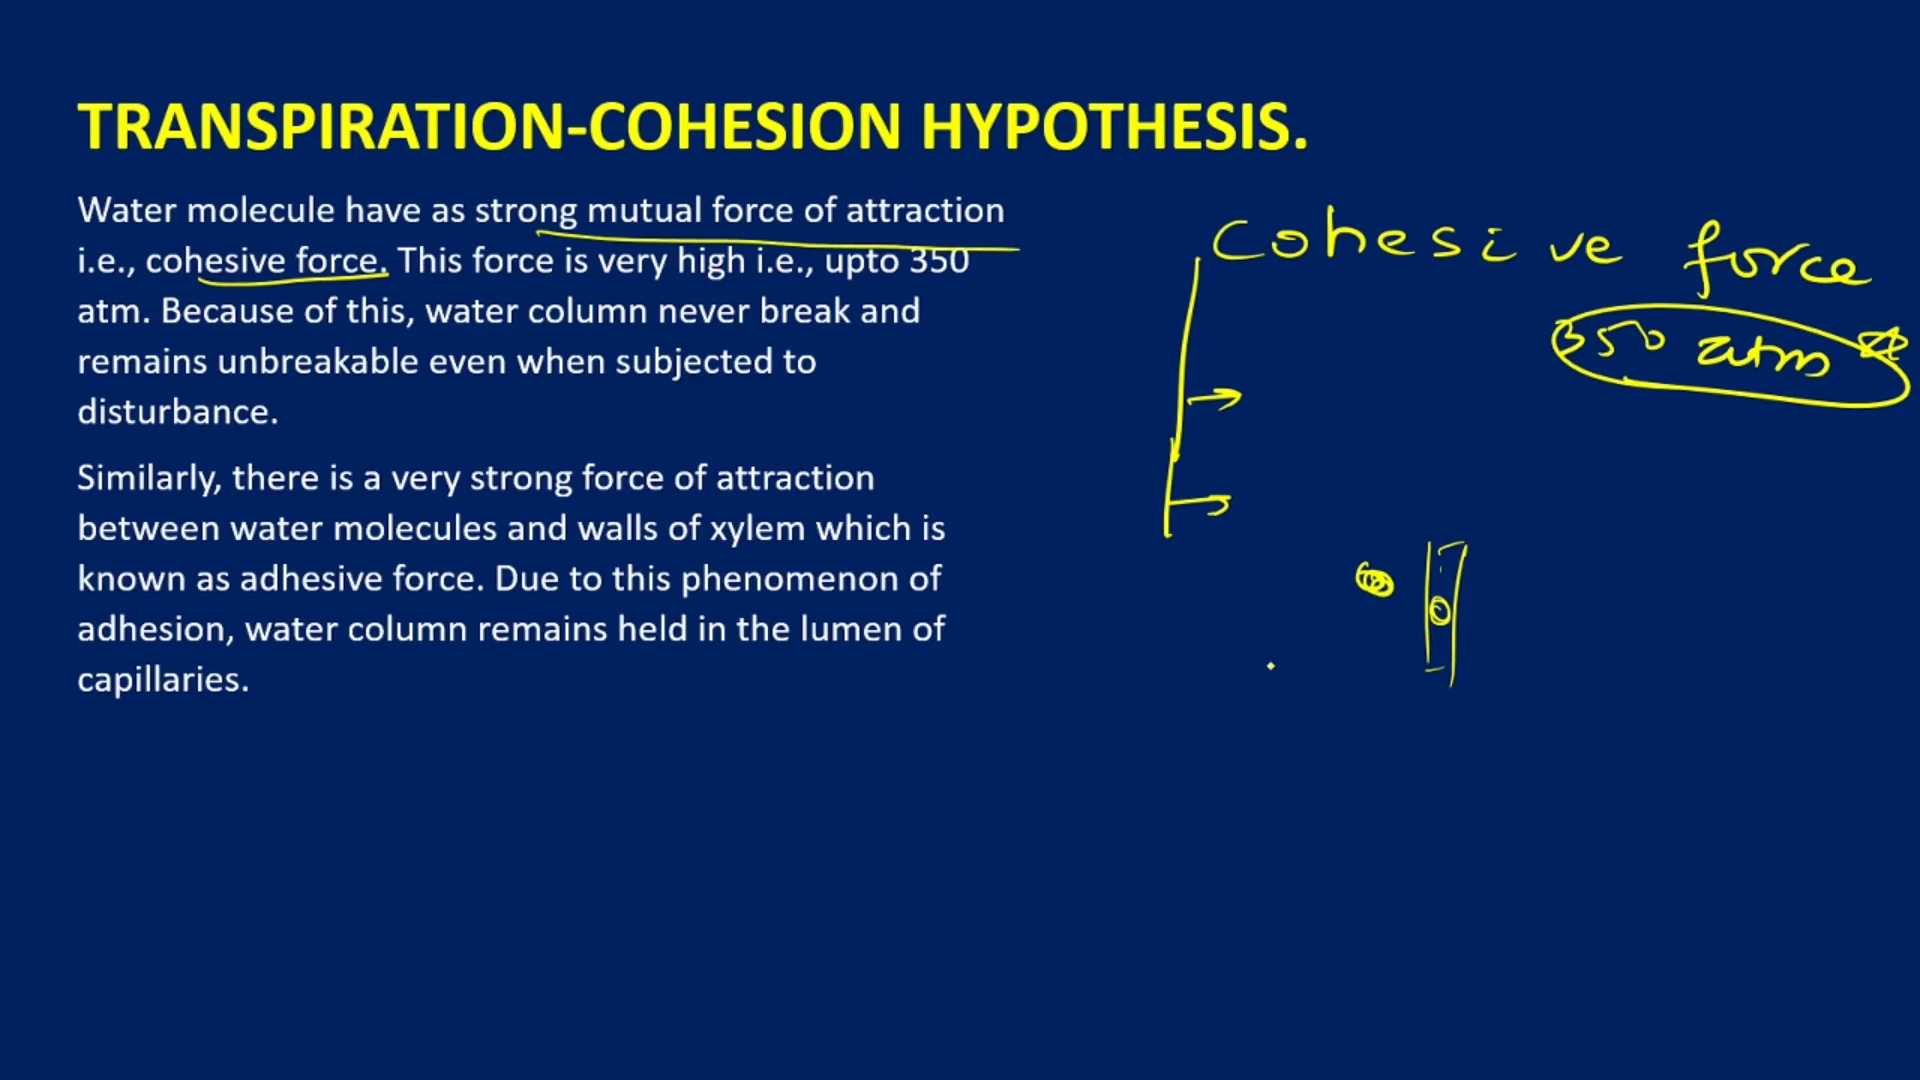 TRANSPIRATION-COHESION HYPOTHESIS.
Water molecule have as strong mutual force of attraction
i.e., cohesive force. This force is very high i.e., upto 350
atm. Because of this, water column never break and
remains unbreakable even when subjected to
disturbance.
Similarly, there is a very strong force of attraction
between water molecules and walls of xylem which is
known as adhesive force. Due to this phenomenon of
adhesion, water column remains held in the lumen of
capillaries.
Cohesive force
350 atm